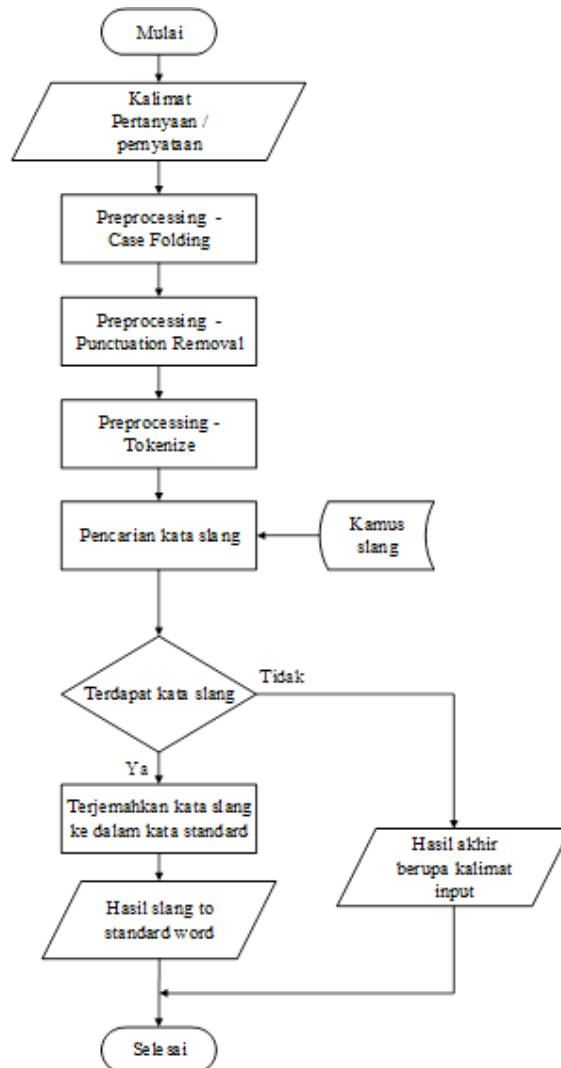 Mulai
Kalimat
Pertanyaan /
pernyataan
Preprocessing -
Case Folding
Preprocessing -
Punctuation Removal
Preprocessing -
Tokenize
Pencarian kata slang
Kamus
slang
Terdapat kata slang
Tidak
Ya
Terjemahkan kata slang
ke dalam kata standard
Hasil akhir
berupa kalimat
input
Hasil slang to
standard word
Selesai